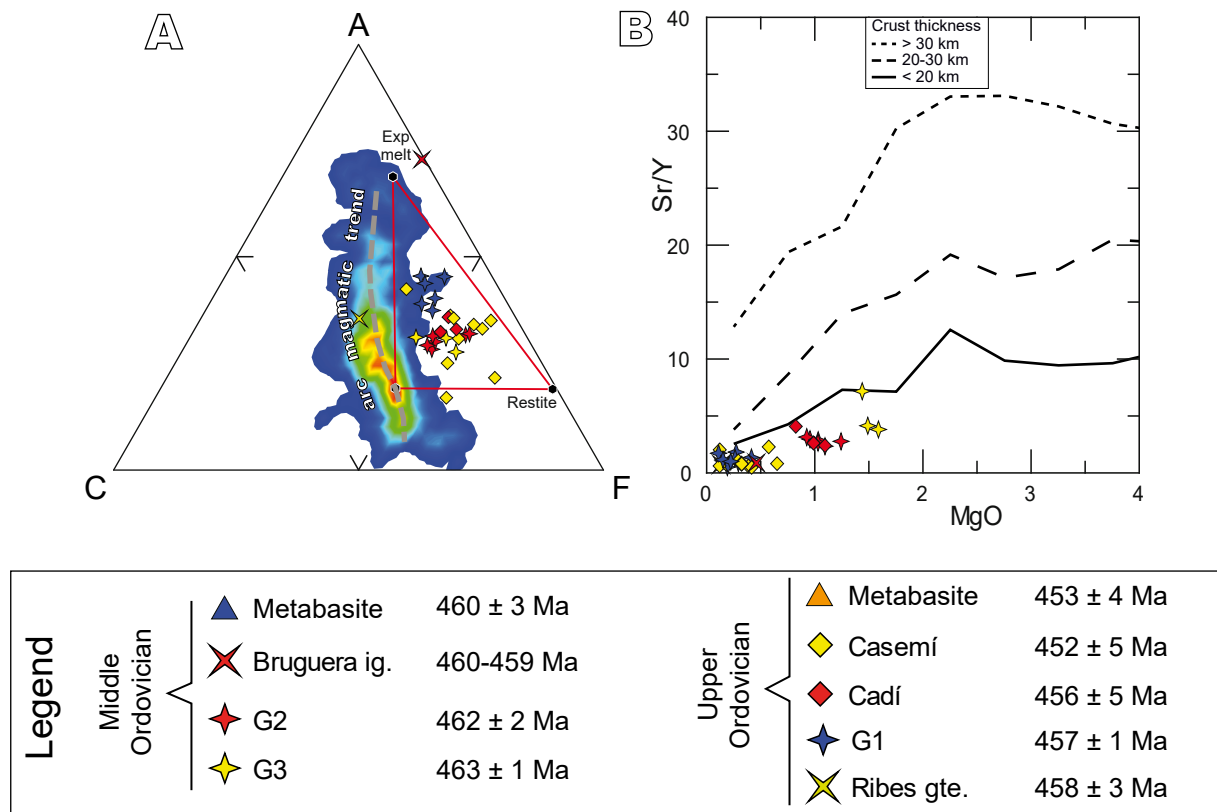 A
A
Exp
melt
arc magmatic trend
Restite
C
F
B
40
30
20
10
0
Sr/Y
Crust thickness
> 30 km
20-30 km
< 20 km
0
1
2
3
4
MgO
Legend
Middle
Ordovician
Metabasite 460 ± 3 Ma
Bruguera ig. 460-459 Ma
G2 462 ± 2 Ma
G3 463 ± 1 Ma
Upper
Ordovician
Metabasite 453 ± 4 Ma
Casemí 452 ± 5 Ma
Cadí 456 ± 5 Ma
G1 457 ± 1 Ma
Ribes gte. 458 ± 3 Ma